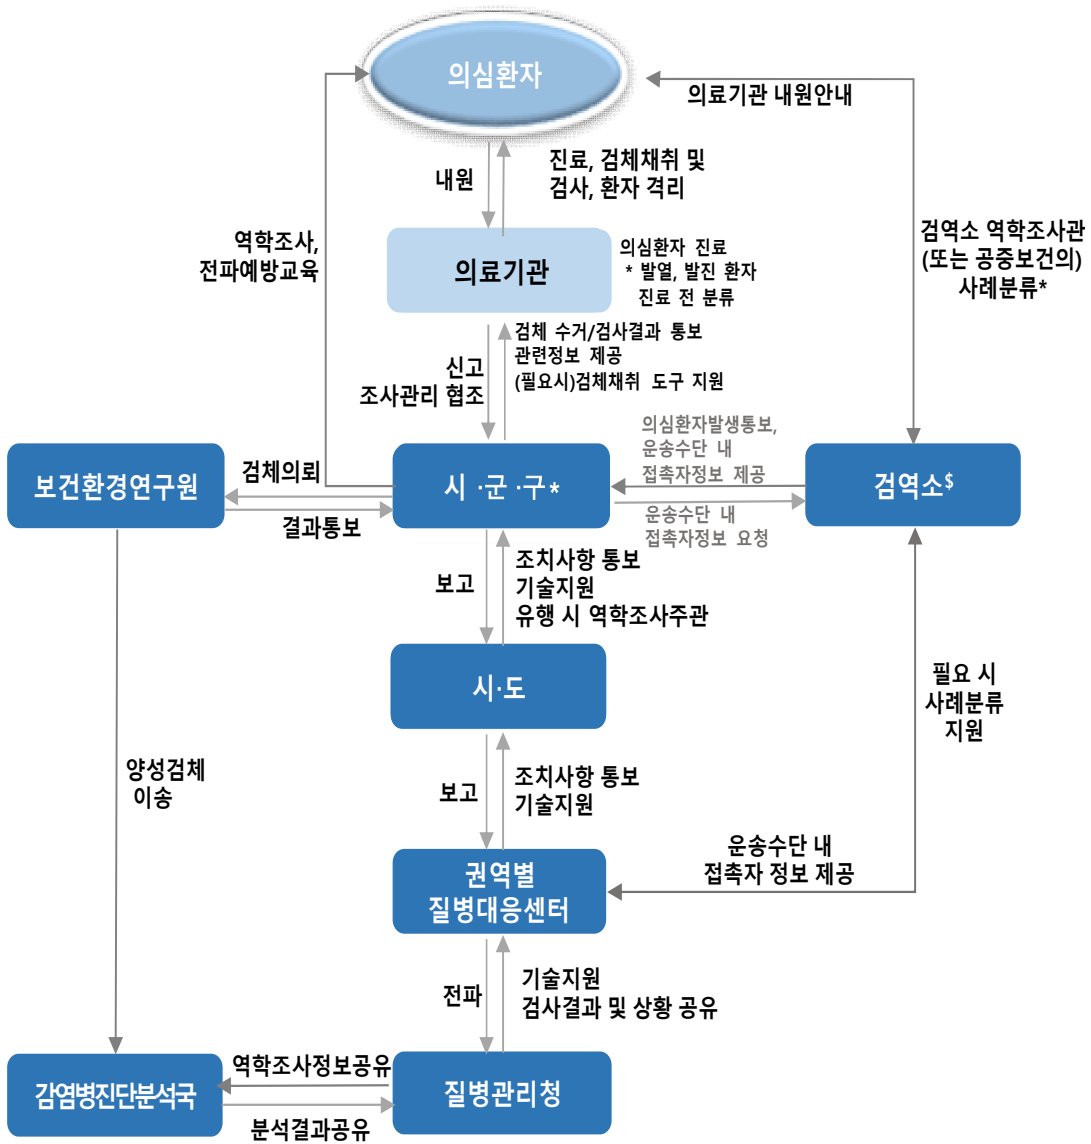 의심환자
의료기관 내원안내
내원
진료, 검체채취 및
검사, 환자 격리
역학조사,
전파예방교육
의료기관
의심환자 진료
* 발열, 발진 환자
진료 전 분류
검역소 역학조사관
(또는 공중보건의)
사례분류*
신고
조사관리 협조
검체 수거/검사결과 통보
관련정보 제공
(필요시)검체채취 도구 지원
의심환자발생통보,
운송수단 내
접촉자정보 제공
보건환경연구원
검체의뢰
결과통보
시 ·군 ·구*
운송수단 내
접촉자정보 요청
검역소$
보고
조치사항 통보
기술지원
유행 시 역학조사주관
시·도
필요 시
사례분류
지원
양성검체
이송
보고
조치사항 통보
기술지원
운송수단 내
접촉자 정보 제공
권역별
질병대응센터
전파
기술지원
검사결과 및 상황 공유
감염병진단분석국
역학조사정보공유
분석결과공유
질병관리청